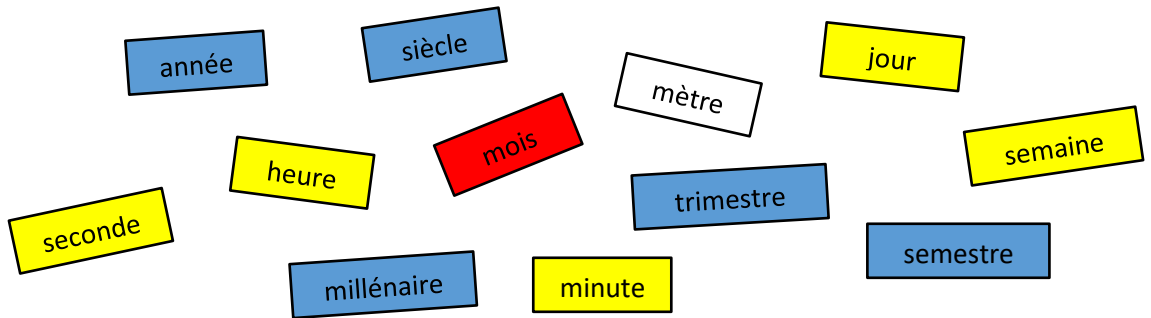 année
siècle
mètre
jour
heure
mois
semaine
seconde
trimestre
semestre
millénaire
minute